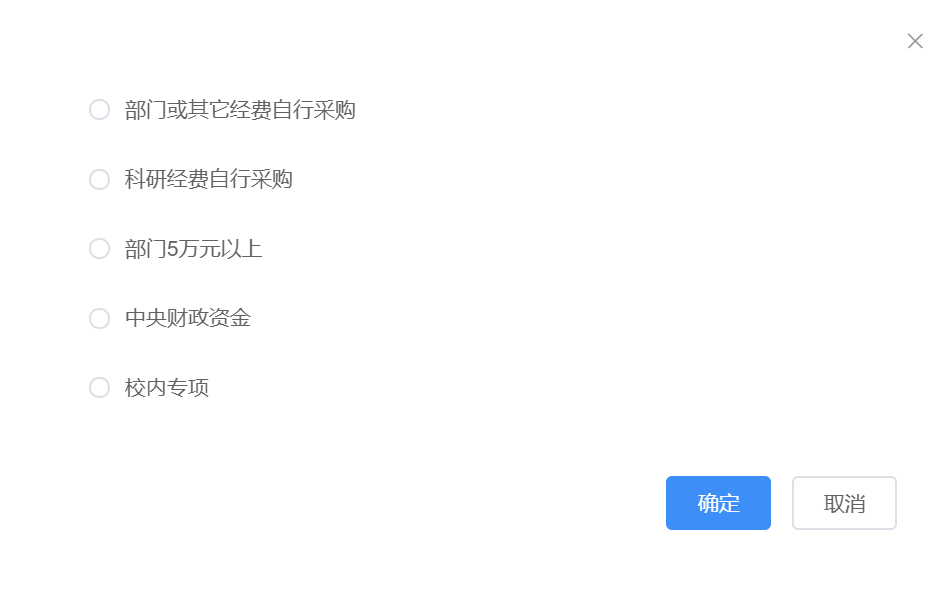 部门或其它经费自行采购
科研经费自行采购
部门5万元以上
中央财政资金
校内专项
确定 取消